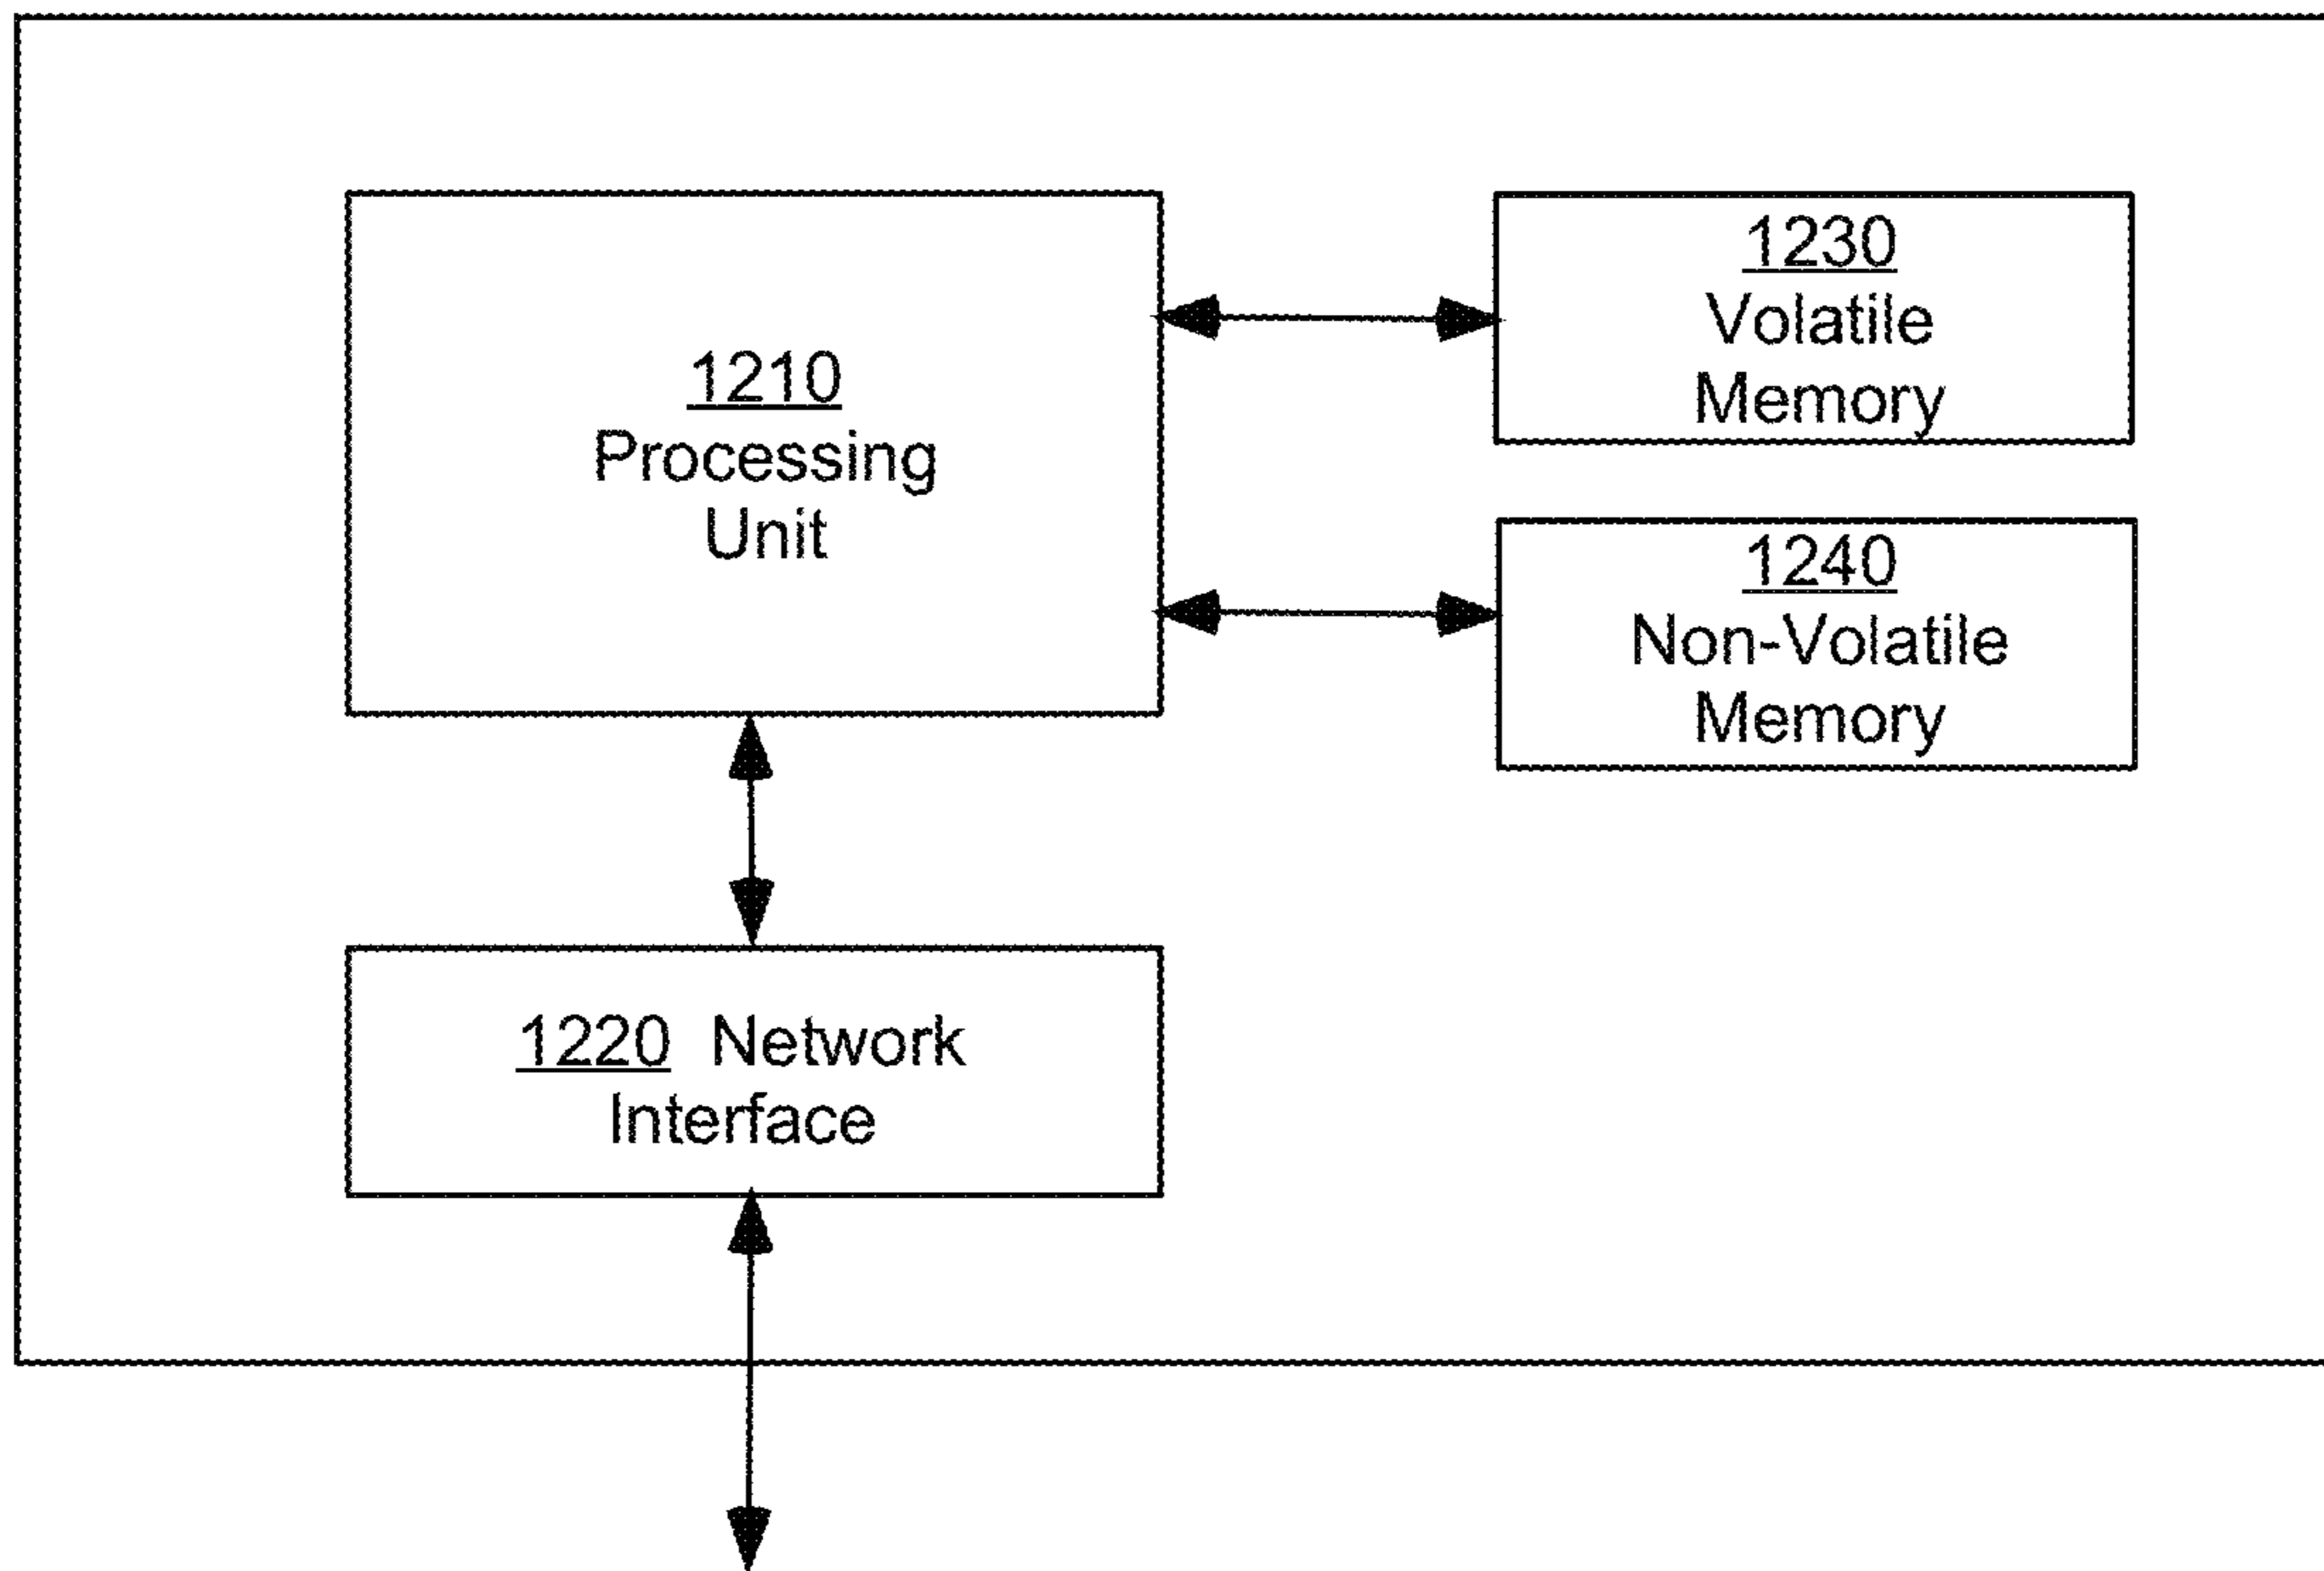 1210
Processing
Unit
1230
Volatile
Memory
1240
Non-Volatile
Memory
1220 Network
Interface